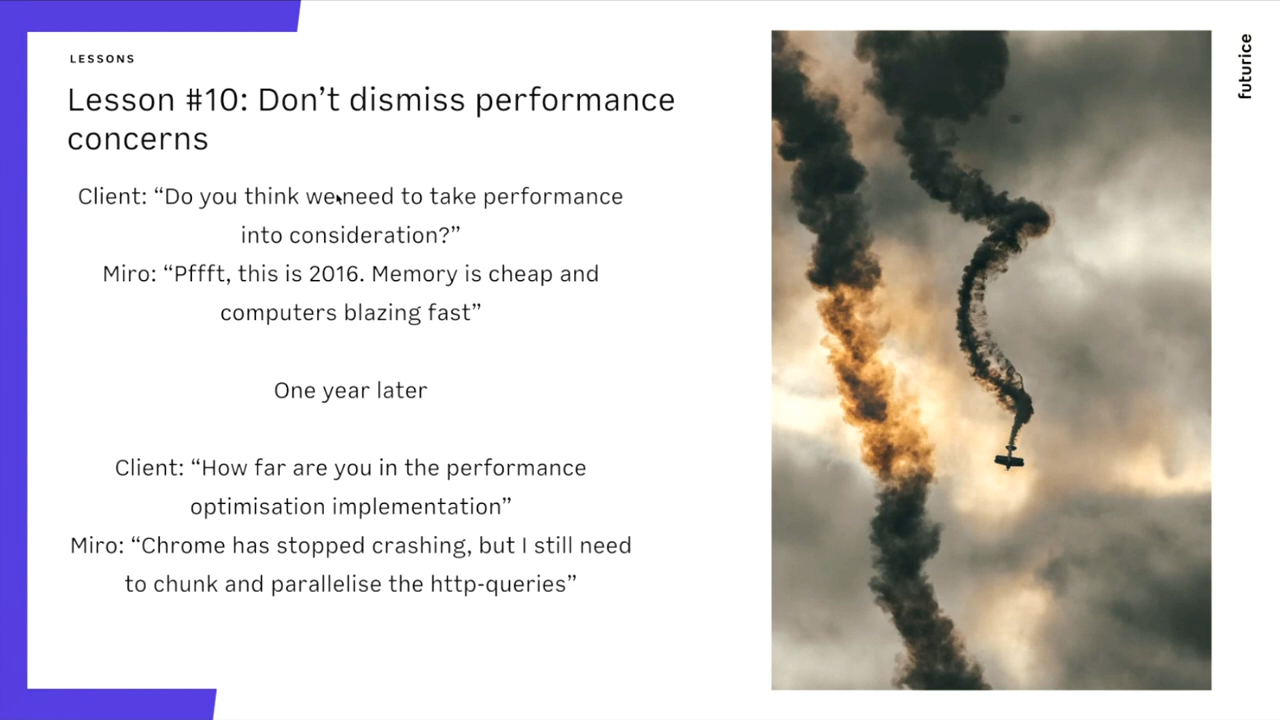 LESSONS
Lesson #10: Don’t dismiss performance
concerns
Client: “Do you think we need to take performance
into consideration?”
Miro: “Pffft, this is 2016. Memory is cheap and
computers blazing fast”
One year later
Client: “How far are you in the performance
optimisation implementation”
Miro: “Chrome has stopped crashing, but I still need
to chunk and parallelise the http-queries”
futurice